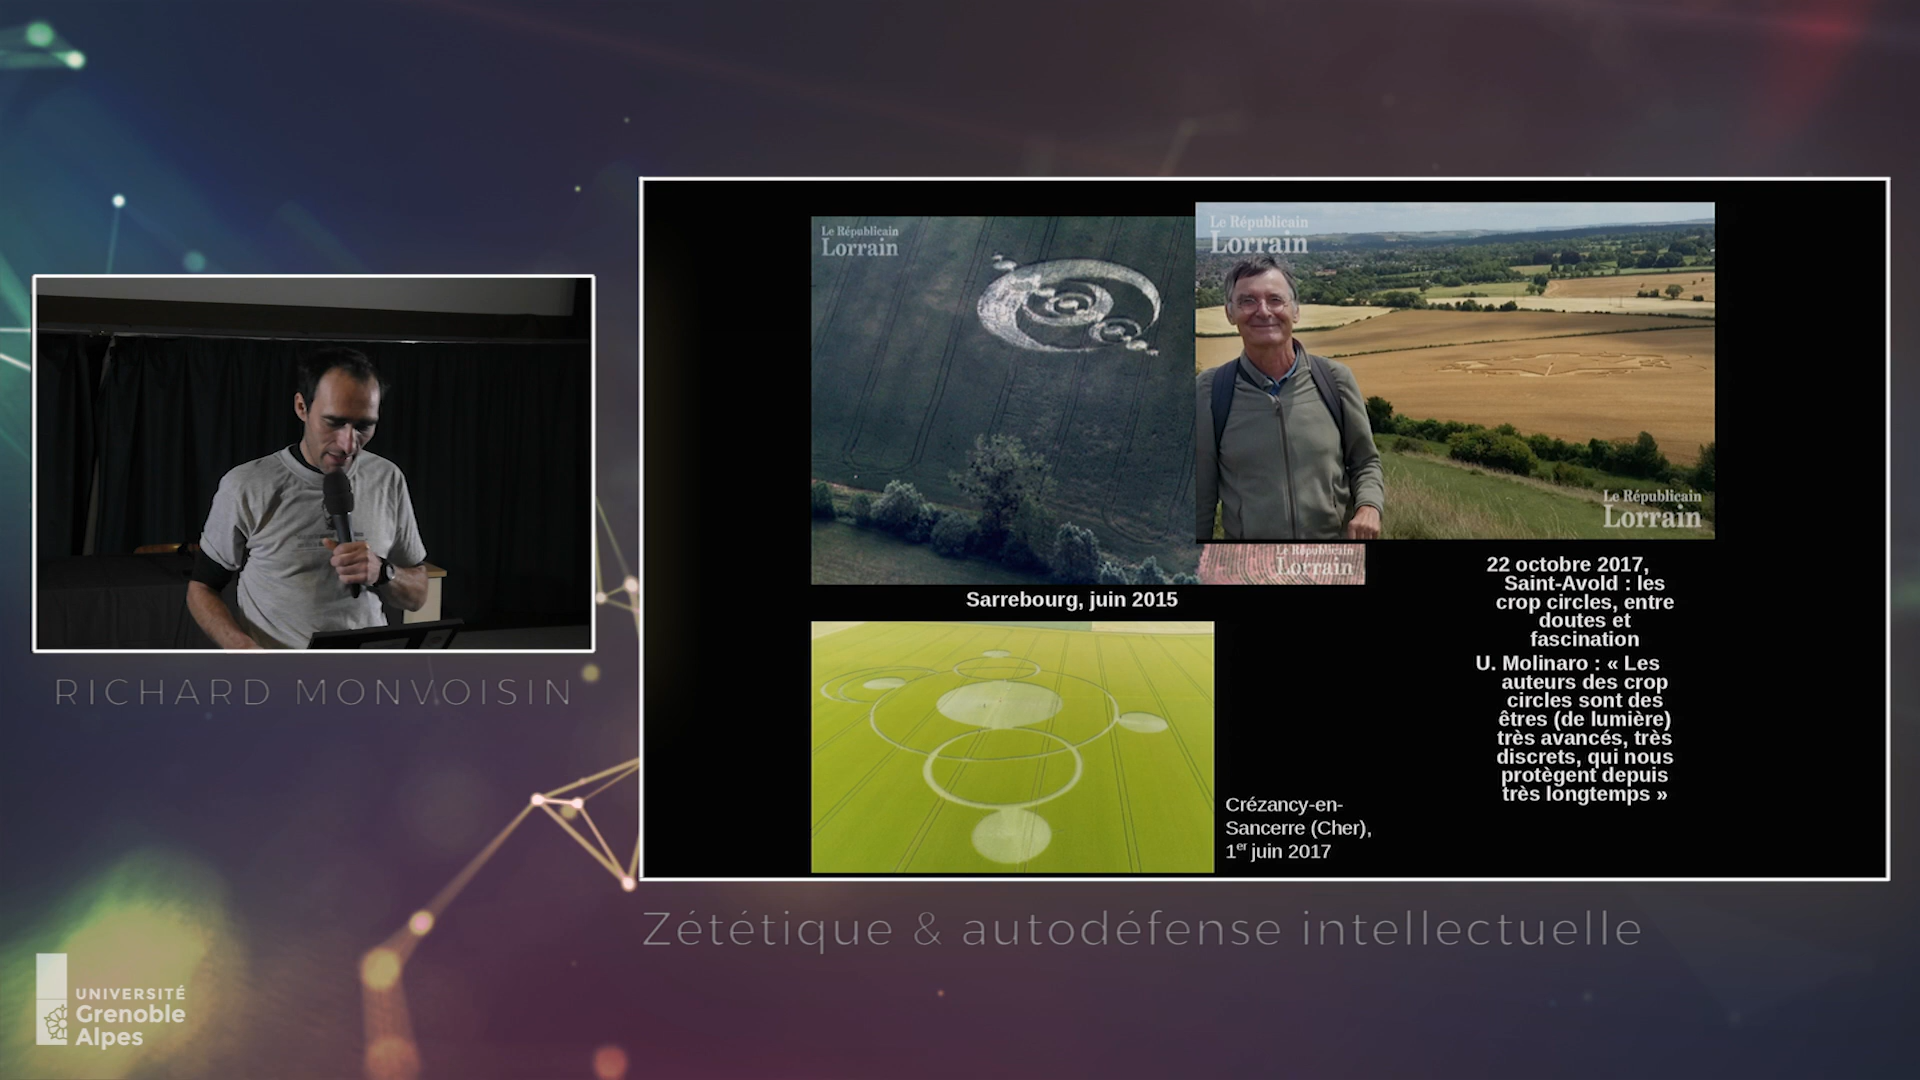 Le Républicain
Lorrain
Le Républicain
Lorrain
Le Républicain
Lorrain
Le Républicain
Lorrain
Sarrebourg, juin 2015
22 octobre 2017,
Saint-Avold : les
crop circles, entre
doutes et
fascination
U. Molinaro : « Les
auteurs des crop
circles sont des
êtres (de lumière)
très avancés, très
discrets, qui nous
protègent depuis
très longtemps »
Crézancy-en-
Sancerre (Cher),
1er juin 2017
RICHARD MONVOISIN
Zététique & autodéfense intellectuelle
UNIVERSITÉ
Grenoble
Alpes